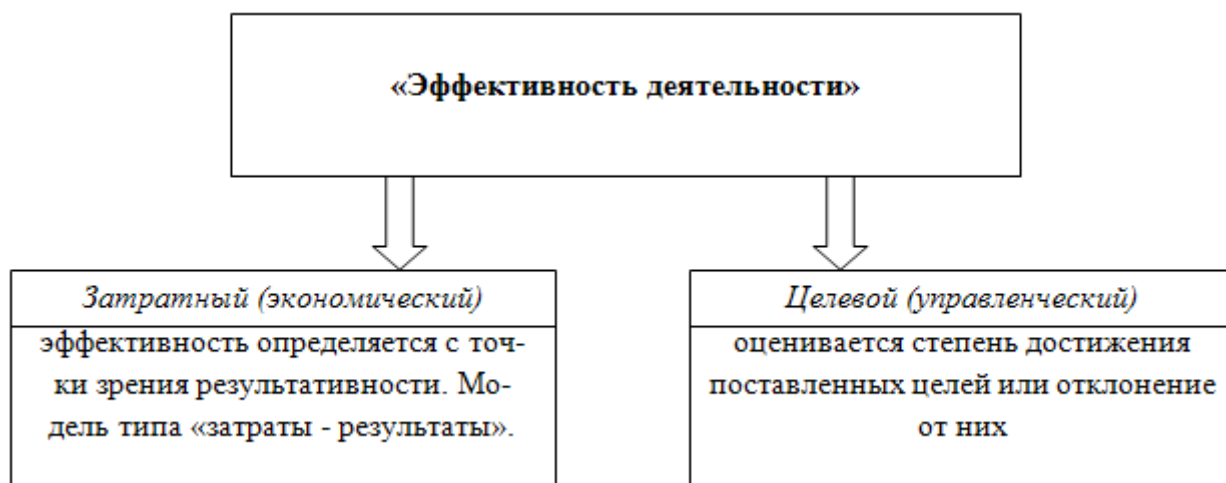 «Эффективность деятельности»
Затратный (экономический)
эффективность определяется с точ-
ки зрения результативности. Мо-
дель типа «затраты - результаты».
Целевой (управленческий)
оценивается степень достижения
поставленных целей или отклонение
от них